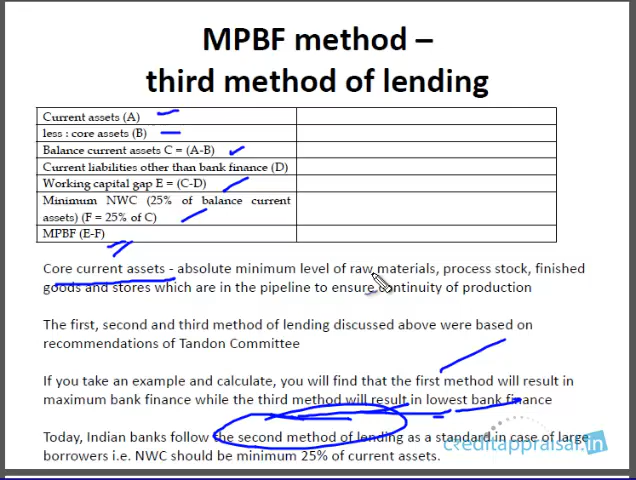 MPBF method –
third method of lending
Current assets (A)
less : core assets (B)
Balance current assets C = (A-B)
Current liabilities other than bank finance (D)
Working capital gap E = (C-D)
Minimum NWC (25% of balance current
assets) (F = 25% of C)
MPBF (E-F)
Core current assets - absolute minimum level of raw materials, process stock, finished
goods and stores which are in the pipeline to ensure continuity of production
The first, second and third method of lending discussed above were based on
recommendations of Tandon Committee
If you take an example and calculate, you will find that the first method will result in
maximum bank finance while the third method will result in lowest bank finance
Today, Indian banks follow the second method of lending as a standard in case of large
borrowers i.e. NWC should be minimum 25% of current assets.
creditappraisal.in